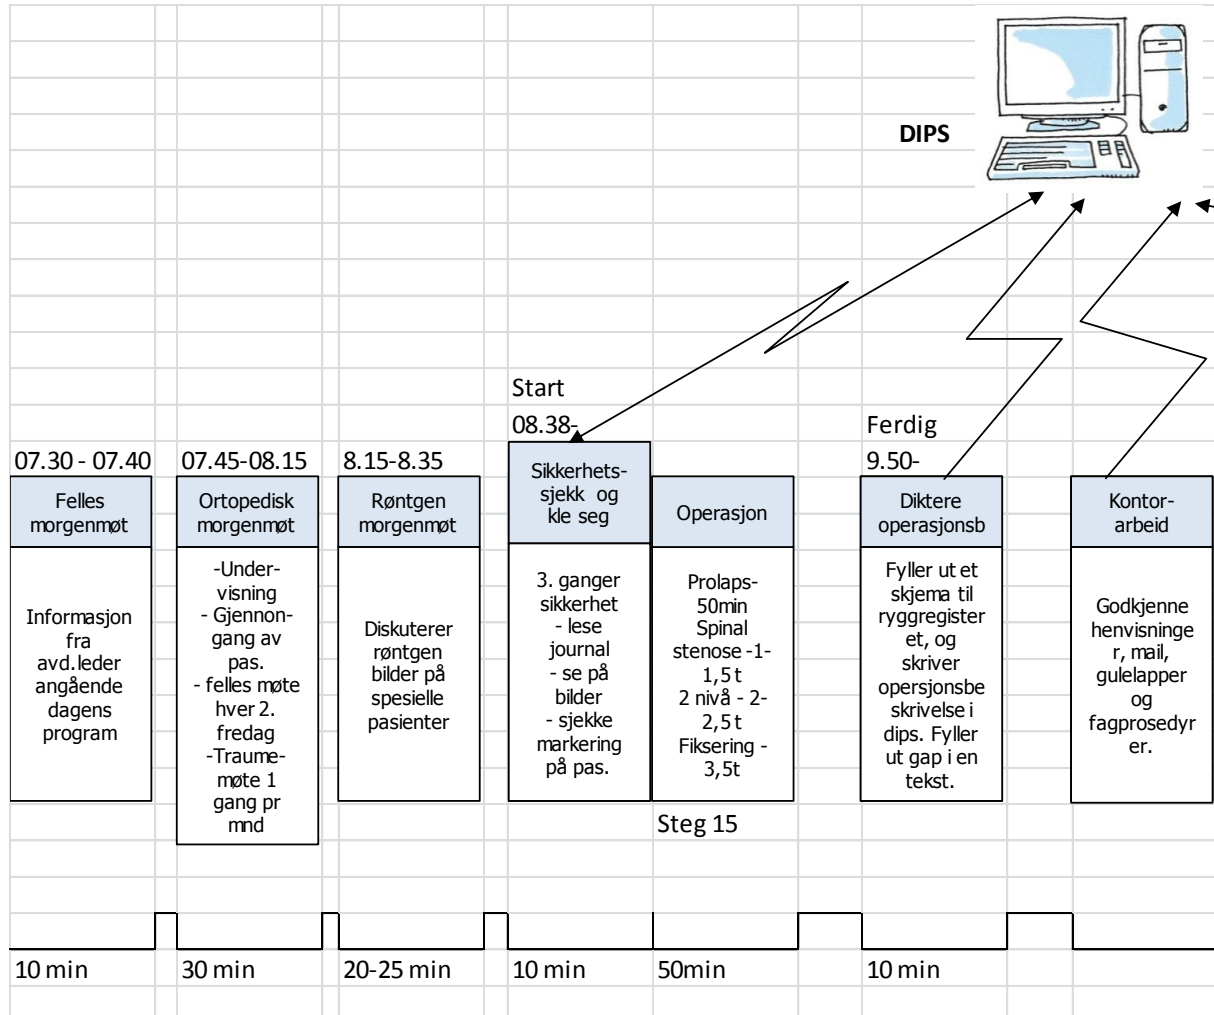 DIPS
Start
08.38-
Ferdig
9.50-
07.30 - 07.40
07.45-08.15
8.15-8.35
Felles
morgenmøt
Informasjon
fra
avd.leder
angående
dagens
program
Ortopedisk
morgenmøt
-Under-
visning
- Gjennon-
gang av
pas.
- felles møte
hver 2.
fredag
-Traume-
møte 1
gang pr
mnd
Røntgen
morgenmøt
Diskuterer
røntgen
bilder på
spesielle
pasienter
Sikkerhets-
sjekk og
kle seg
3. ganger
sikkerhet
- lese
journal
- se på
bilder
- sjekke
markering
på pas.
Operasjon
Prolaps-
50min
Spinal
stenose -1-
1,5t
2 nivå - 2-
2,5t
Fiksering -
3,5t
Steg 15
Diktere
operasjonsb
Fyller ut et
skjema til
ryggregister
et, og
skriver
opersjonsbe
skrivelse i
dips. Fyller
ut gap i en
tekst.
Kontor-
arbeid
Godkjenne
henvisninge
r, mail,
gulelapper
og
fagprosedyr
er.
10 min
30 min
20-25 min
10 min
50min
10 min